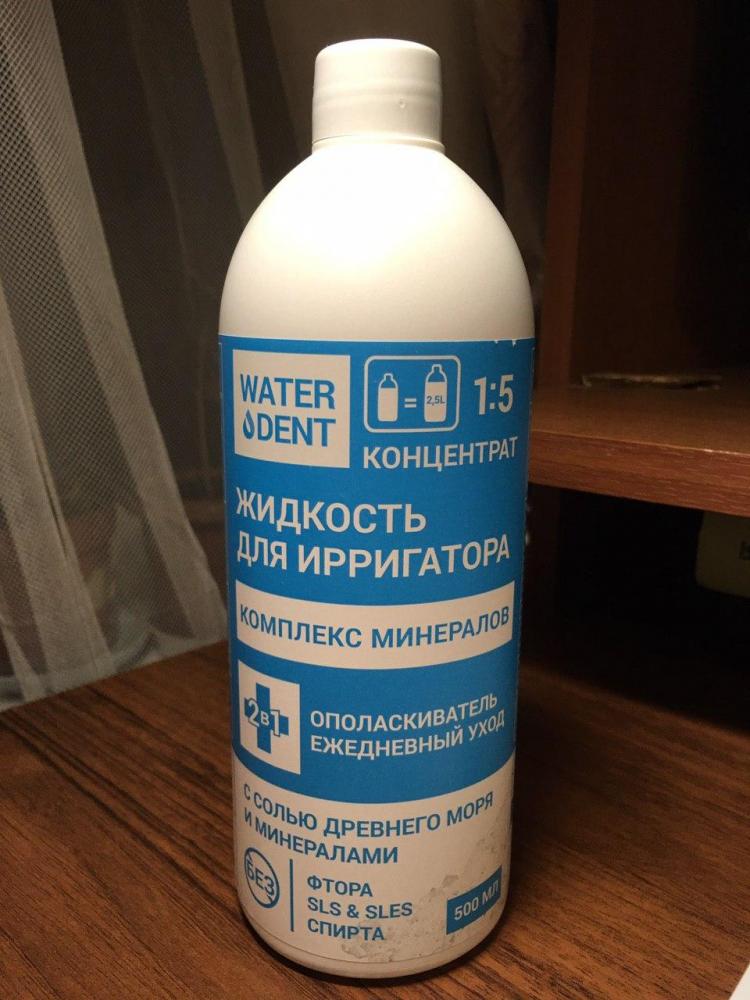 WATER
DENT
= 2,5L
1:5
КОНЦЕНТРАТ
ЖИДКОСТЬ
ДЛЯ ИРРИГАТОРА
КОМПЛЕКС МИНЕРАЛОВ
2в1
ОПОЛАСКИВАТЕЛЬ
ЕЖЕДНЕВНЫЙ УХОД
С СОЛЬЮ ДРЕВНЕГО МОРЯ
И МИНЕРАЛАМИ
БЕЗ
ФТОРА
SLS & SLES
СПИРТА
500 МЛ